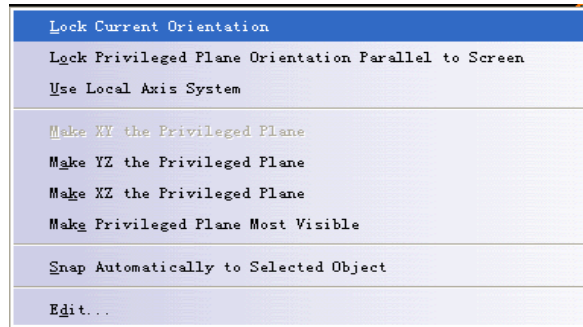 Lock Current Orientation
Lock Privileged Plane Orientation Parallel to Screen
Use Local Axis System
Make XY the Privileged Plane
Make YZ the Privileged Plane
Make XZ the Privileged Plane
Make Privileged Plane Most Visible
Snap Automatically to Selected Object
Edit...